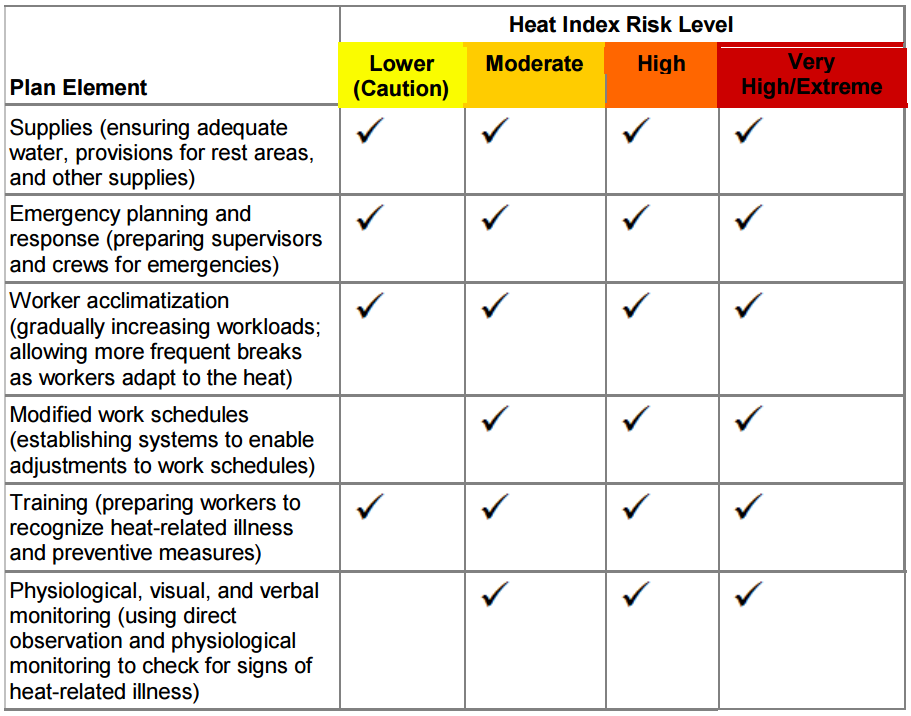 Heat Index Risk Level
Plan Element
Lower
(Caution)
Moderate
High
Very
High/Extreme
Supplies (ensuring adequate
water, provisions for rest areas,
and other supplies)
✓ ✓ ✓ ✓
Emergency planning and
response (preparing supervisors
and crews for emergencies)
✓ ✓ ✓ ✓
Worker acclimatization
(gradually increasing workloads;
allowing more frequent breaks
as workers adapt to the heat)
✓ ✓ ✓ ✓
Modified work schedules
(establishing systems to enable
adjustments to work schedules)
✓ ✓ ✓
Training (preparing workers to
recognize heat-related illness
and preventive measures)
✓ ✓ ✓ ✓
Physiological, visual, and verbal
monitoring (using direct
observation and physiological
monitoring to check for signs of
heat-related illness)
✓ ✓ ✓